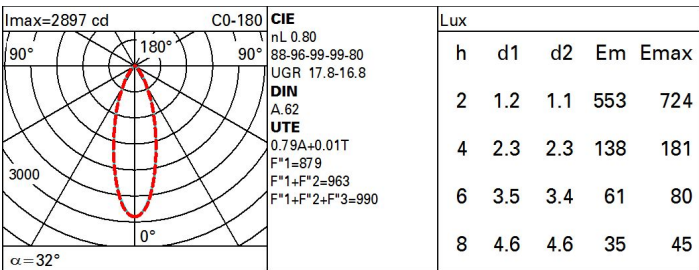 Imax=2897 cd C0-180
90° 180° 90°
3000
0°
α=32°
CIE
nL 0.80
88-96-99-99-80
UGR 17.8-16.8
DIN
A.62
UTE
0.79A+0.01T
F"1=879
F"1+F"2=963
F"1+F"2+F"3=990
Lux
h d1 d2 Em Emax
2 1.2 1.1 553 724
4 2.3 2.3 138 181
6 3.5 3.4 61 80
8 4.6 4.6 35 45